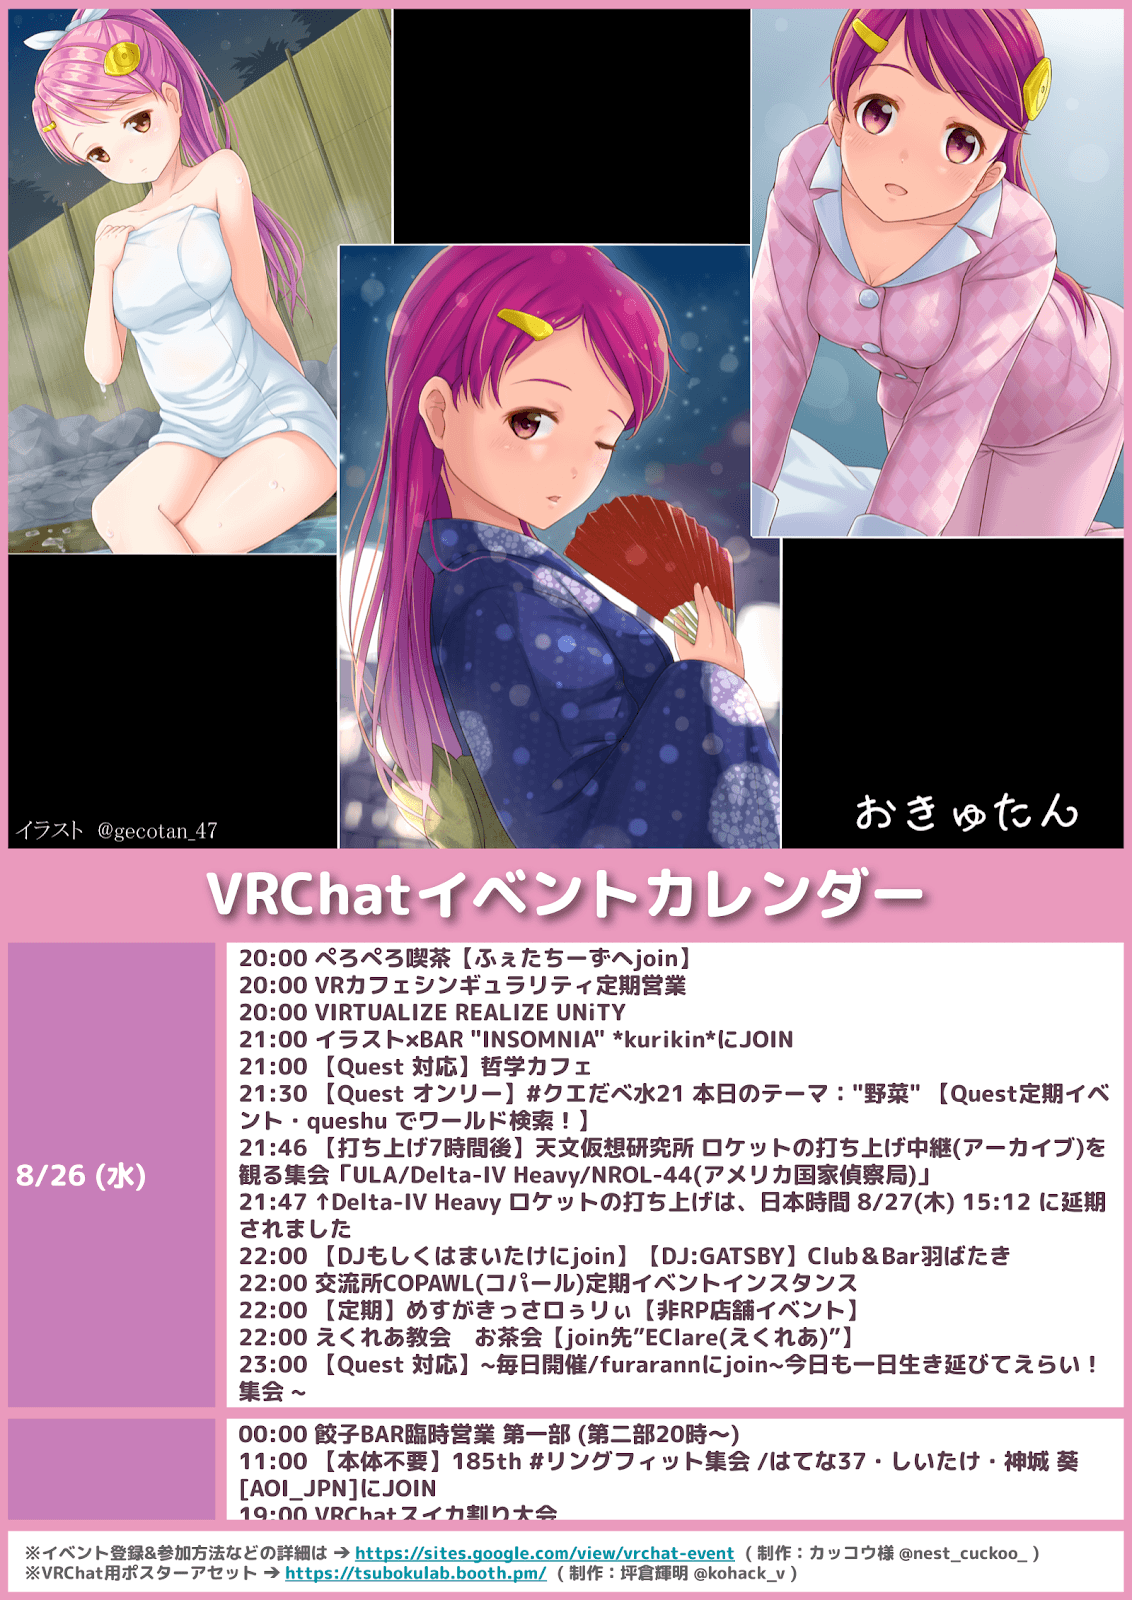 イラスト @gecotan_47
おきゅたん
VRChatイベントカレンダー
8/26 (水)
20:00 ぺろぺろ喫茶【ふぇたちーずへjoin】
20:00 VRカフェシンギュラリティ定期営業
20:00 VIRTUALIZE REALIZE UNiTY
21:00 イラスト×BAR "INSOMNIA" *kurikin*にJOIN
21:00 【Quest 対応】哲学カフェ
21:30 【Quest オンリー】#クエだべ水21 本日のテーマ："野菜" 【Quest定期イベ
ント・queshu でワールド検索！】
21:46 【打ち上げ7時間後】天文仮想研究所 ロケットの打ち上げ中継(アーカイブ)を
観る集会「ULA/Delta-IV Heavy/NROL-44(アメリカ国家偵察局)」
21:47 ↑Delta-IV Heavy ロケットの打ち上げは、日本時間 8/27(木) 15:12 に延期
されました
22:00 【DJもしくはまいたけにjoin】【DJ:GATSBY】Club＆Bar羽ばたき
22:00 交流所COPAWL(コパール)定期イベントインスタンス
22:00 【定期】めすがきっさロぅリぃ【非RP店舗イベント】
22:00 えくれあ教会　お茶会【join先”EClare(えくれあ)”】
23:00 【Quest 対応】~毎日開催/furarannにjoin~今日も一日生き延びてえらい！
集会 ~
00:00 餃子BAR臨時営業 第一部 (第二部20時〜)
11:00 【本体不要】185th #リングフィット集会 /はてな37・しいたけ・神城 葵
[AOI_JPN]にJOIN
19:00 VRChatスイカ割り大会
※イベント登録&参加方法などの詳細は → https://sites.google.com/view/vrchat-event ( 制作：カッコウ様 @nest_cuckoo_ )
※VRChat用ポスターアセット → https://tsubokulab.booth.pm/ ( 制作：坪倉輝明 @kohack_v )